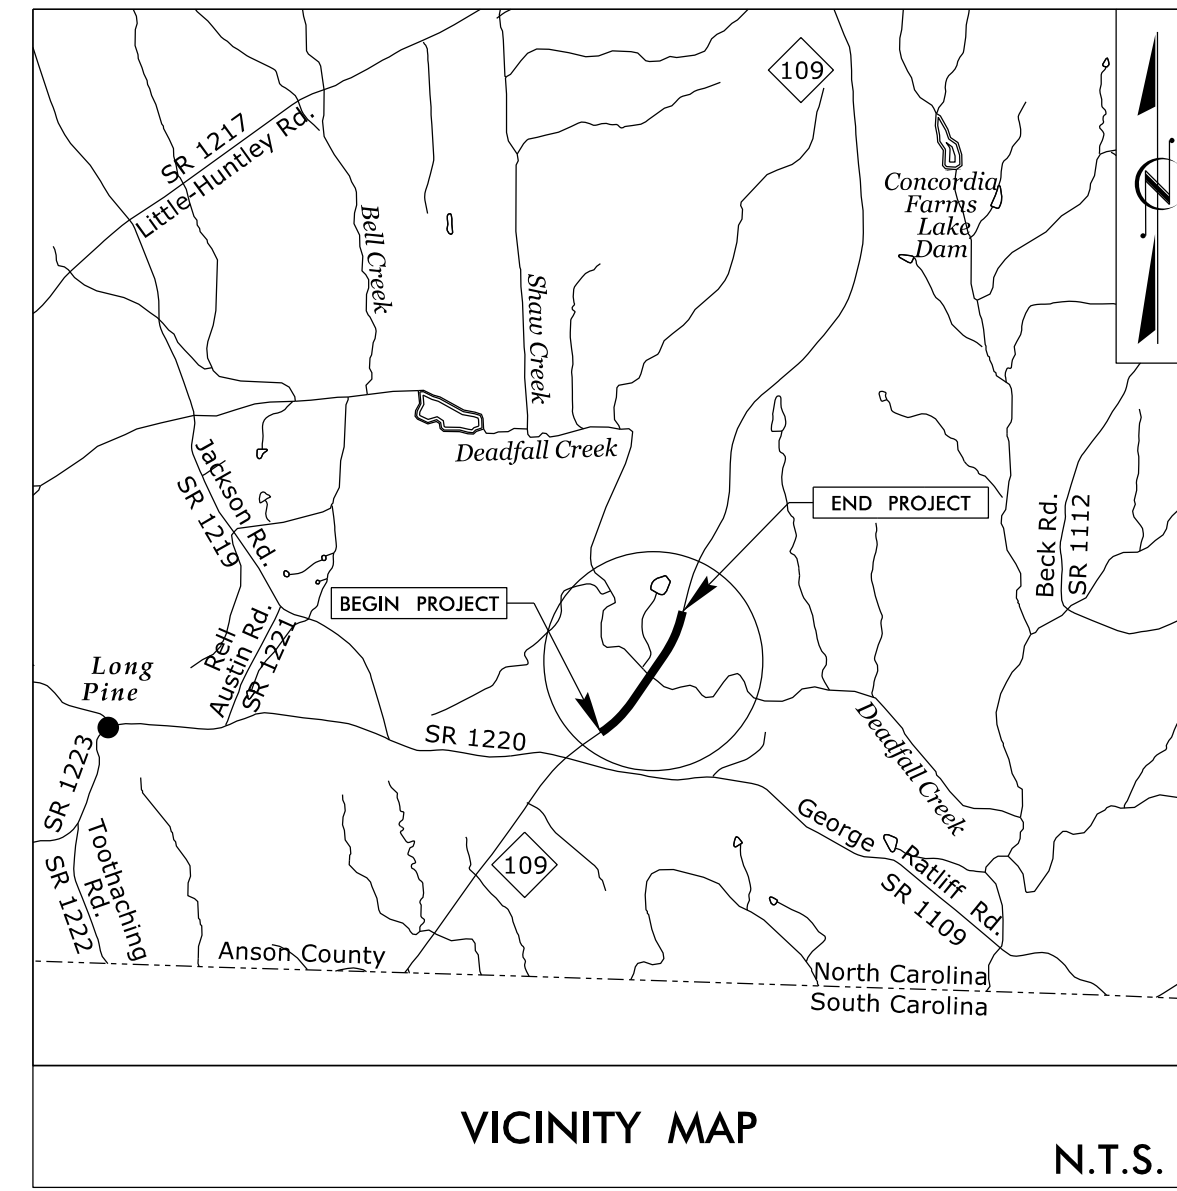 109
SR 1217
Little-Huntley Rd.
Concordia
Farms
Lake
Dam
N
Bell Creek
Shaw Creek
Deadfall Creek
Jackson Rd.
SR 1219
END PROJECT
Beck Rd.
SR 1112
BEGIN PROJECT
Rell
Austin Rd.
SR 1221
Long
Pine
SR 1220
Deadfall Creek
SR 1223
Toothaching
Rd.
SR 1222
George Ratliff Rd.
SR 1109
109
Anson County
North Carolina
South Carolina
VICINITY MAP
N.T.S.